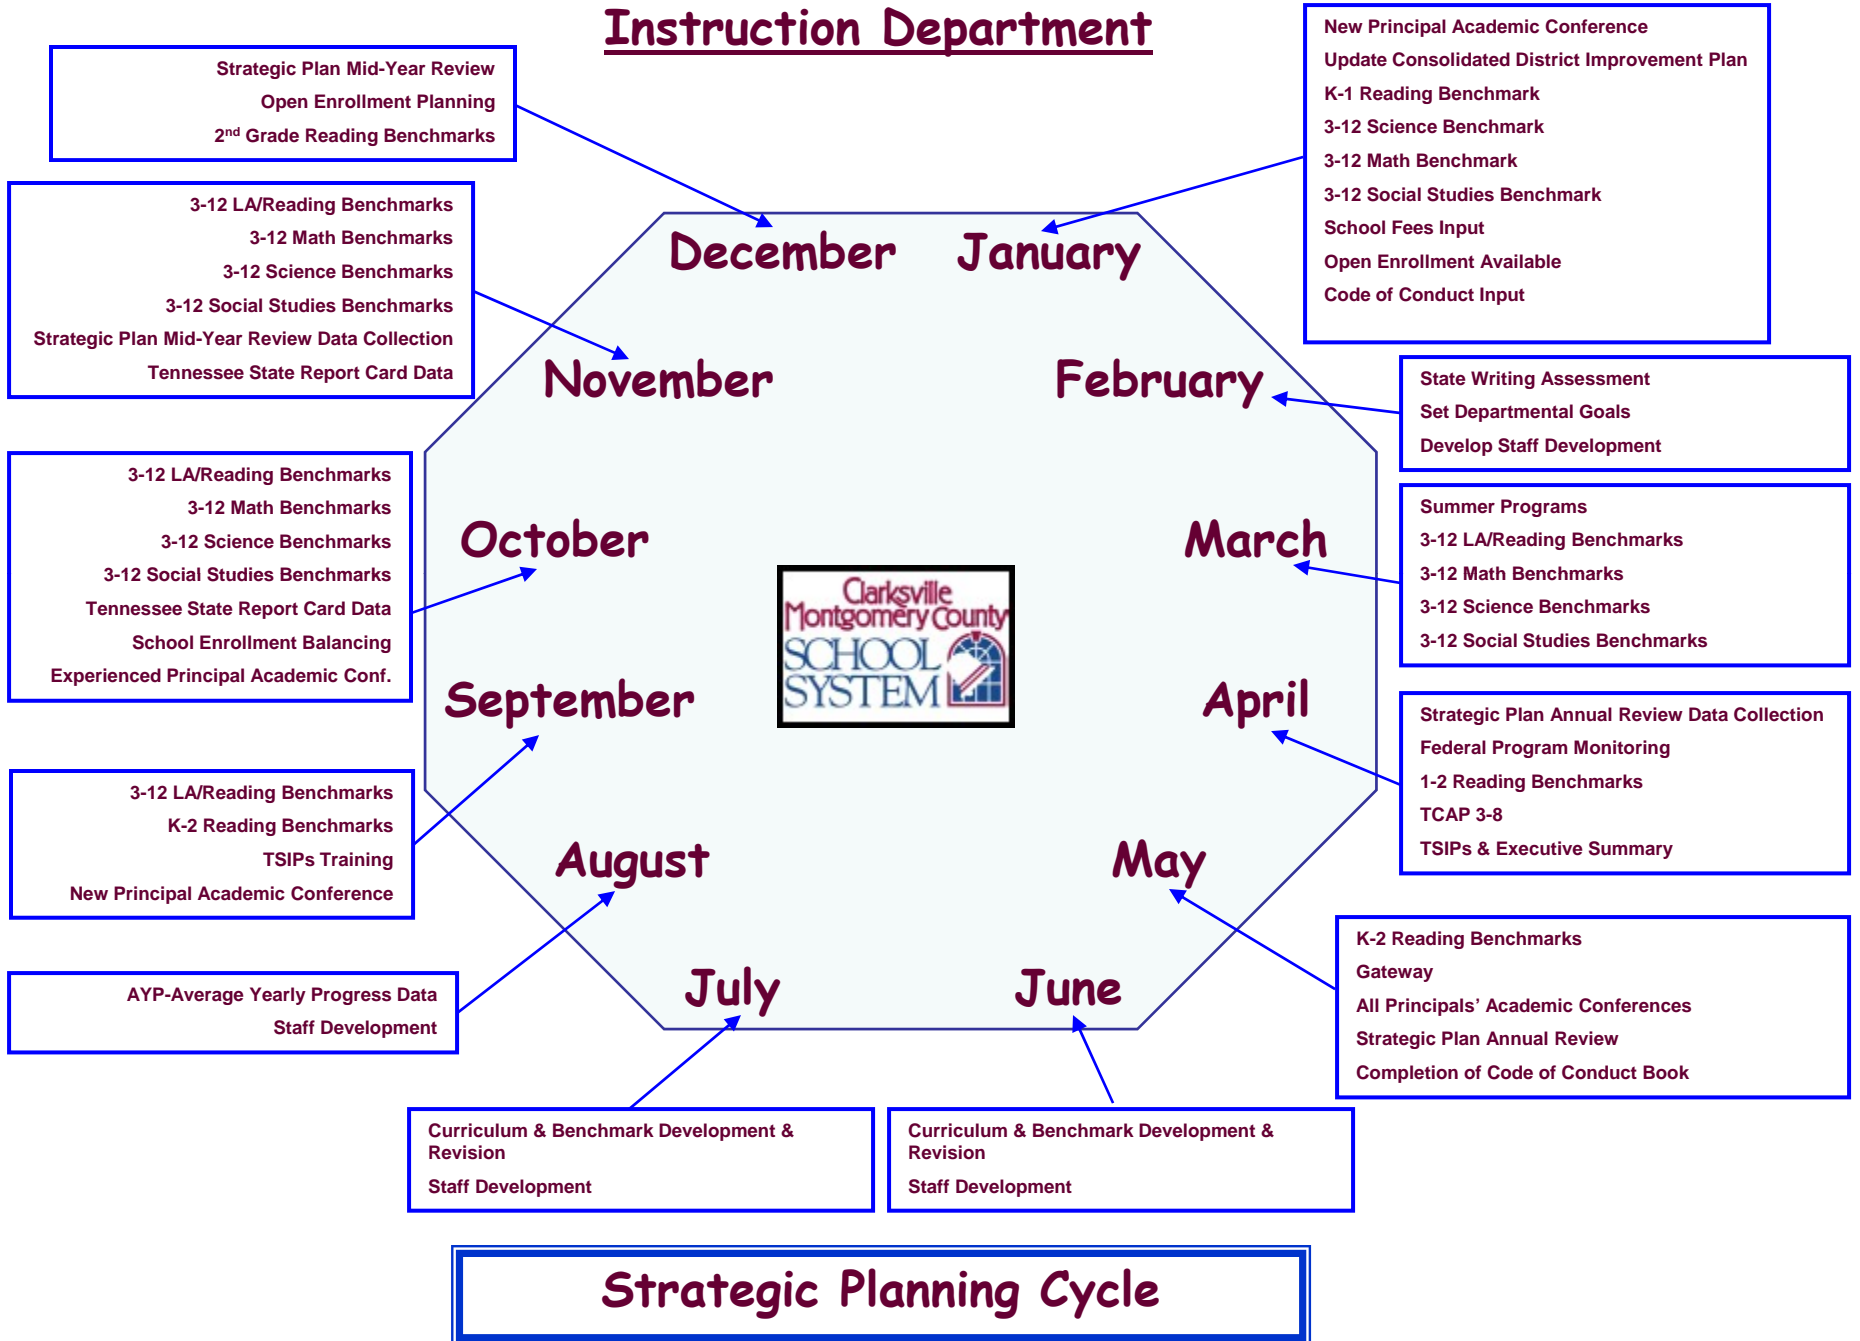 Instruction Department
Strategic Plan Mid-Year Review
Open Enrollment Planning
2nd Grade Reading Benchmarks
New Principal Academic Conference
Update Consolidated District Improvement Plan
K-1 Reading Benchmark
3-12 Science Benchmark
3-12 Math Benchmark
3-12 Social Studies Benchmark
School Fees Input
Open Enrollment Available
Code of Conduct Input
3-12 LA/Reading Benchmarks
3-12 Math Benchmarks
3-12 Science Benchmarks
3-12 Social Studies Benchmarks
Strategic Plan Mid-Year Review Data Collection
Tennessee State Report Card Data
December
January
November
February
State Writing Assessment
Set Departmental Goals
Develop Staff Development
3-12 LA/Reading Benchmarks
3-12 Math Benchmarks
3-12 Science Benchmarks
3-12 Social Studies Benchmarks
Tennessee State Report Card Data
School Enrollment Balancing
Experienced Principal Academic Conf.
October
March
Summer Programs
3-12 LA/Reading Benchmarks
3-12 Math Benchmarks
3-12 Science Benchmarks
3-12 Social Studies Benchmarks
Clarksville
Montgomery County
SCHOOL
SYSTEM
September
April
Strategic Plan Annual Review Data Collection
Federal Program Monitoring
1-2 Reading Benchmarks
TCAP 3-8
TSIPs & Executive Summary
3-12 LA/Reading Benchmarks
K-2 Reading Benchmarks
TSIPs Training
New Principal Academic Conference
August
May
K-2 Reading Benchmarks
Gateway
All Principals’ Academic Conferences
Strategic Plan Annual Review
Completion of Code of Conduct Book
AYP-Average Yearly Progress Data
Staff Development
July
June
Curriculum & Benchmark Development &
Revision
Staff Development
Curriculum & Benchmark Development &
Revision
Staff Development
Strategic Planning Cycle